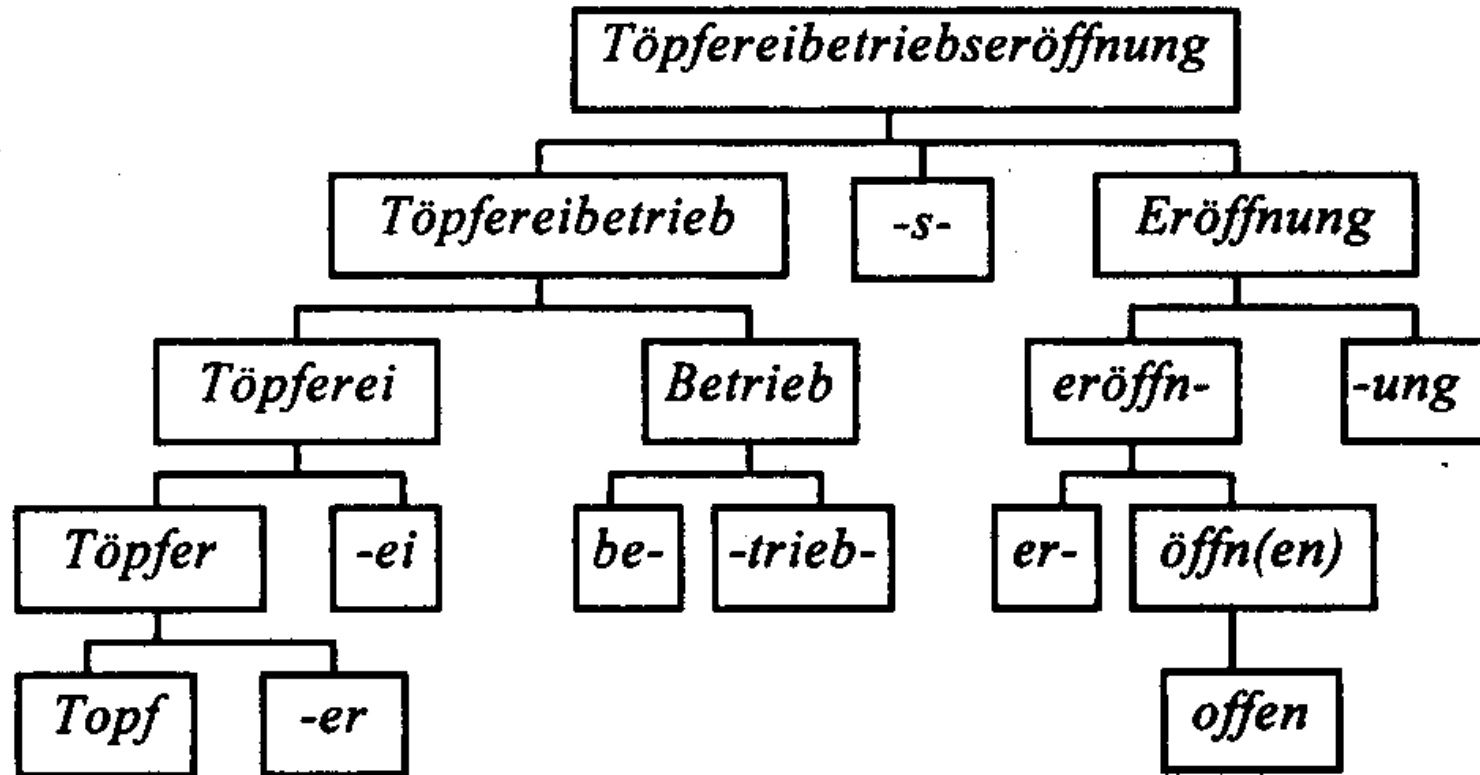 Töpfereibetriebseröffnung
Töpfereibetrieb -s- Eröffnung
Töpferei Betrieb eröffn- -ung
Töpfer -ei be- -trieb- er- öffn(en)
Topf -er offen